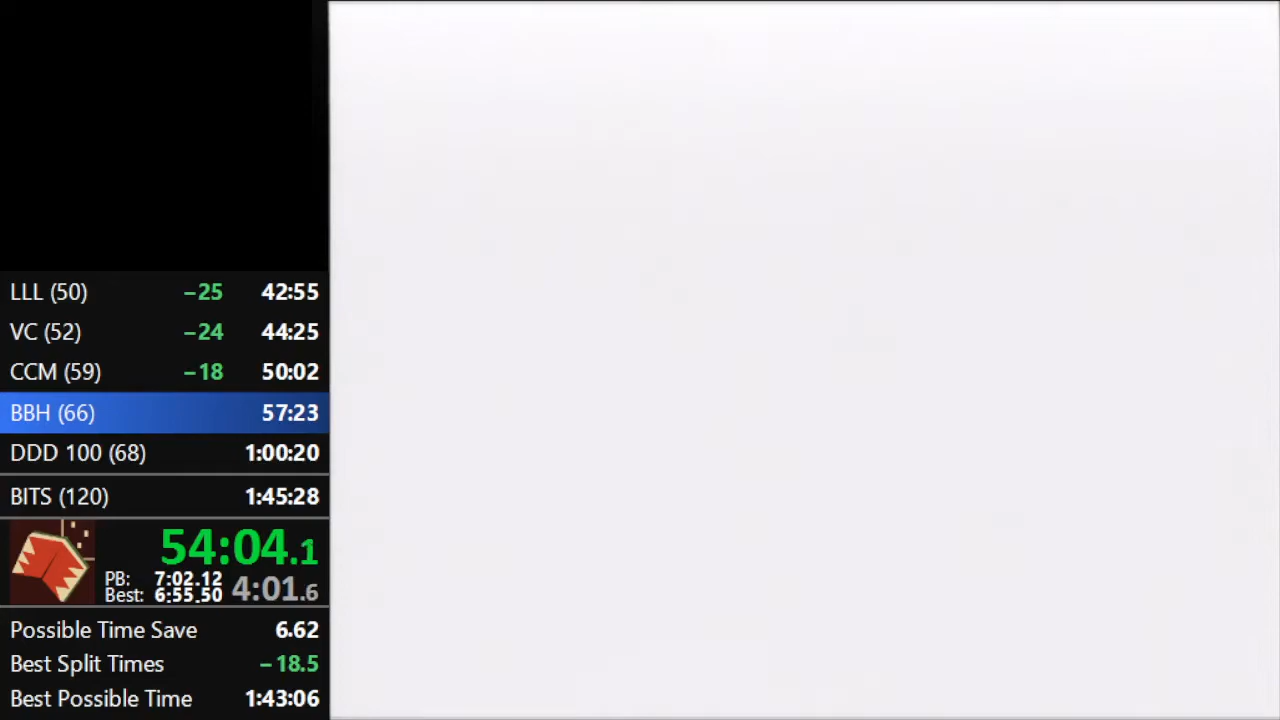 LLL (50) −25 42:55
VC (52) −24 44:25
CCM (59) −18 50:02
BBH (66) 57:23
DDD 100 (68) 1:00:20
BITS (120) 1:45:28
54:04.1
PB: 7:02.12
Best: 6:55.50 4:01.6
Possible Time Save 6.62
Best Split Times −18.5
Best Possible Time 1:43:06